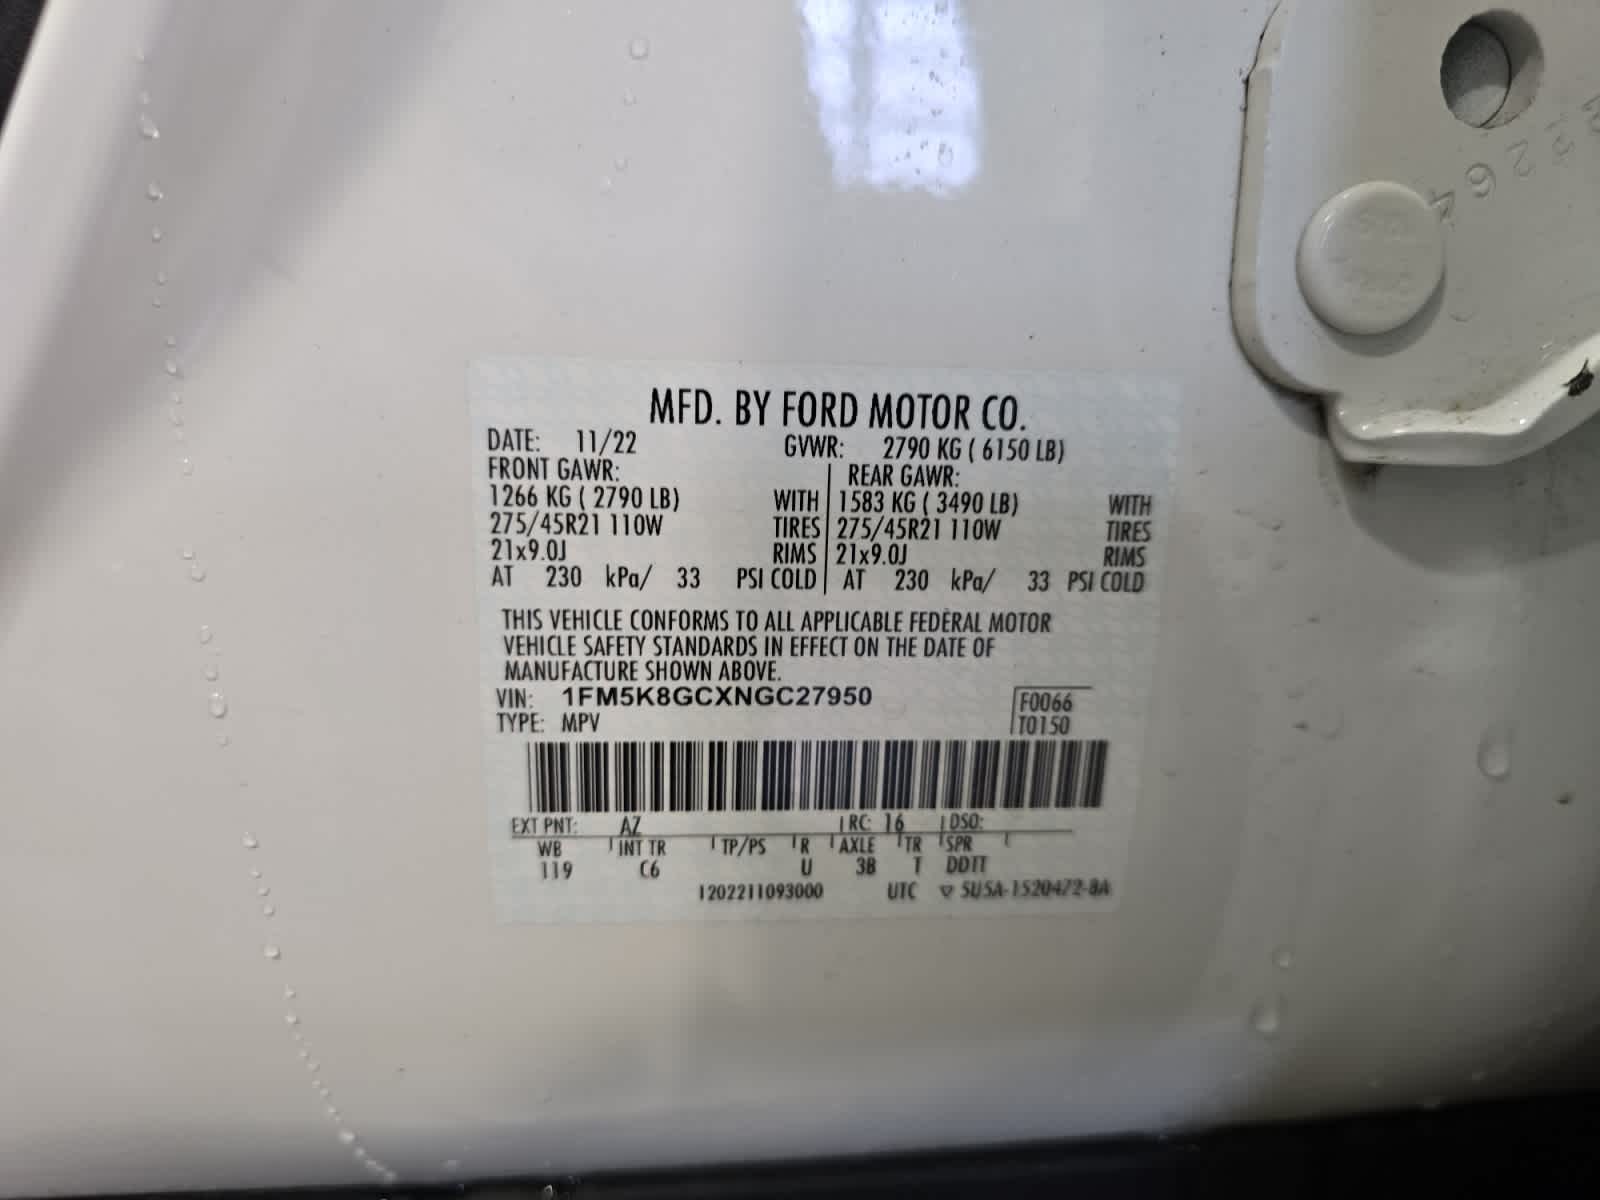 MFD. BY FORD MOTOR CO.
DATE: 11/22 GVWR: 2790 KG ( 6150 LB)
FRONT GAWR: REAR GAWR:
1266 KG ( 2790 LB) WITH 1583 KG ( 3490 LB) WITH
275/45R21 110W TIRES 275/45R21 110W TIRES
21x9.0J RIMS 21x9.0J RIMS
AT 230 kPa/ 33 PSI COLD AT 230 kPa/ 33 PSI COLD
THIS VEHICLE CONFORMS TO ALL APPLICABLE FEDERAL MOTOR
VEHICLE SAFETY STANDARDS IN EFFECT ON THE DATE OF
MANUFACTURE SHOWN ABOVE.
VIN: 1FM5K8GCXNGC27950 F0066
TYPE: MPV T0150
EXT PNT: AZ RC: 16 DSO:
WB INT TR TP/PS R AXLE TR SPR
119 C6 U 3B T DDTT
1202211093000 UTC ▽ 5U5A-1520472-BA
264